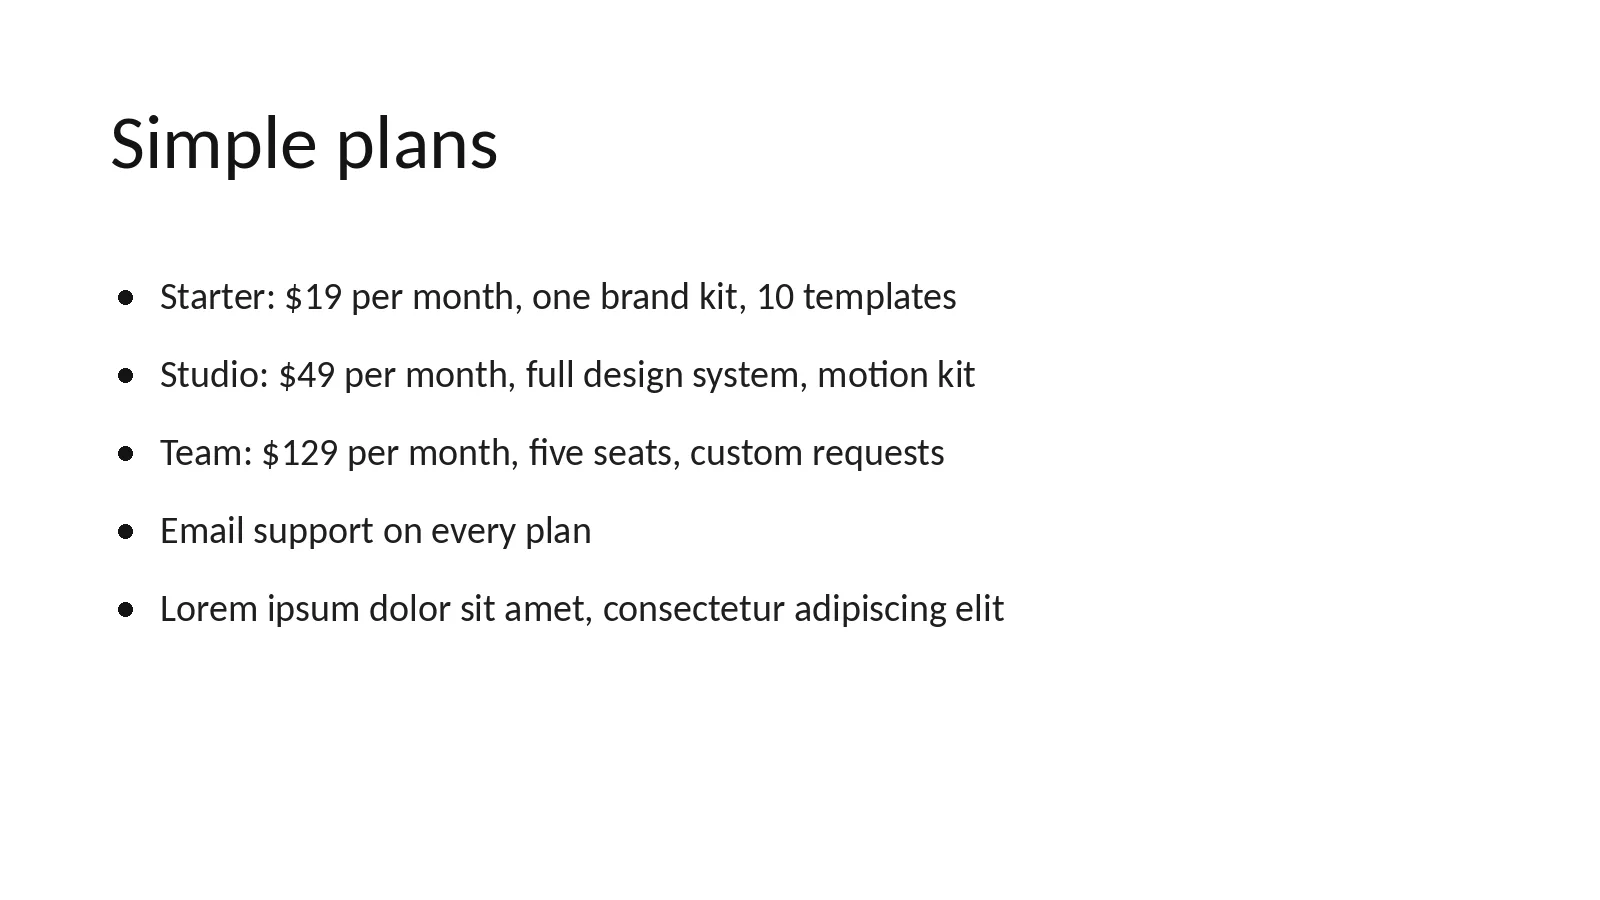 Simple plans
• Starter: $19 per month, one brand kit, 10 templates
• Studio: $49 per month, full design system, motion kit
• Team: $129 per month, five seats, custom requests
• Email support on every plan
• Lorem ipsum dolor sit amet, consectetur adipiscing elit